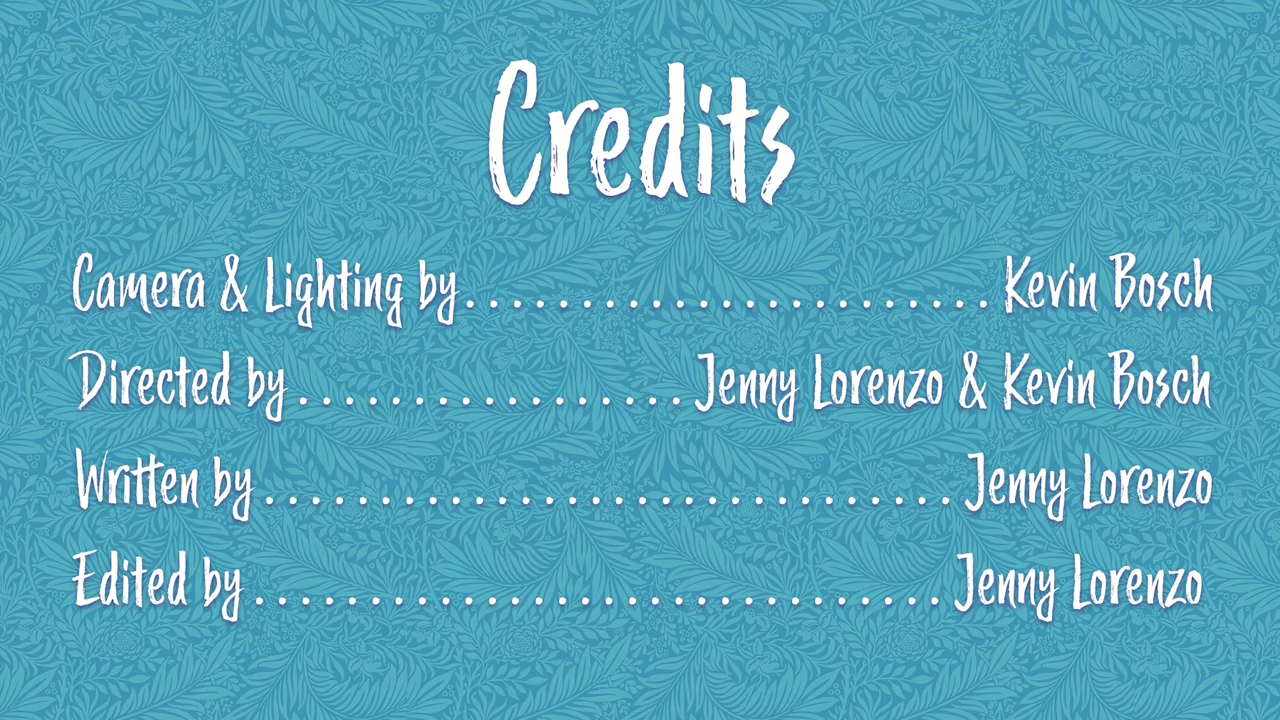 Credits
Camera & Lighting by. . . . . . . . . . . . . . . . . . . . . . . Kevin Bosch
Directed by. . . . . . . . . . . . . . . . . Jenny Lorenzo & Kevin Bosch
Written by. . . . . . . . . . . . . . . . . . . . . . . . . . . . . . Jenny Lorenzo
Edited by. . . . . . . . . . . . . . . . . . . . . . . . . . . . . . Jenny Lorenzo